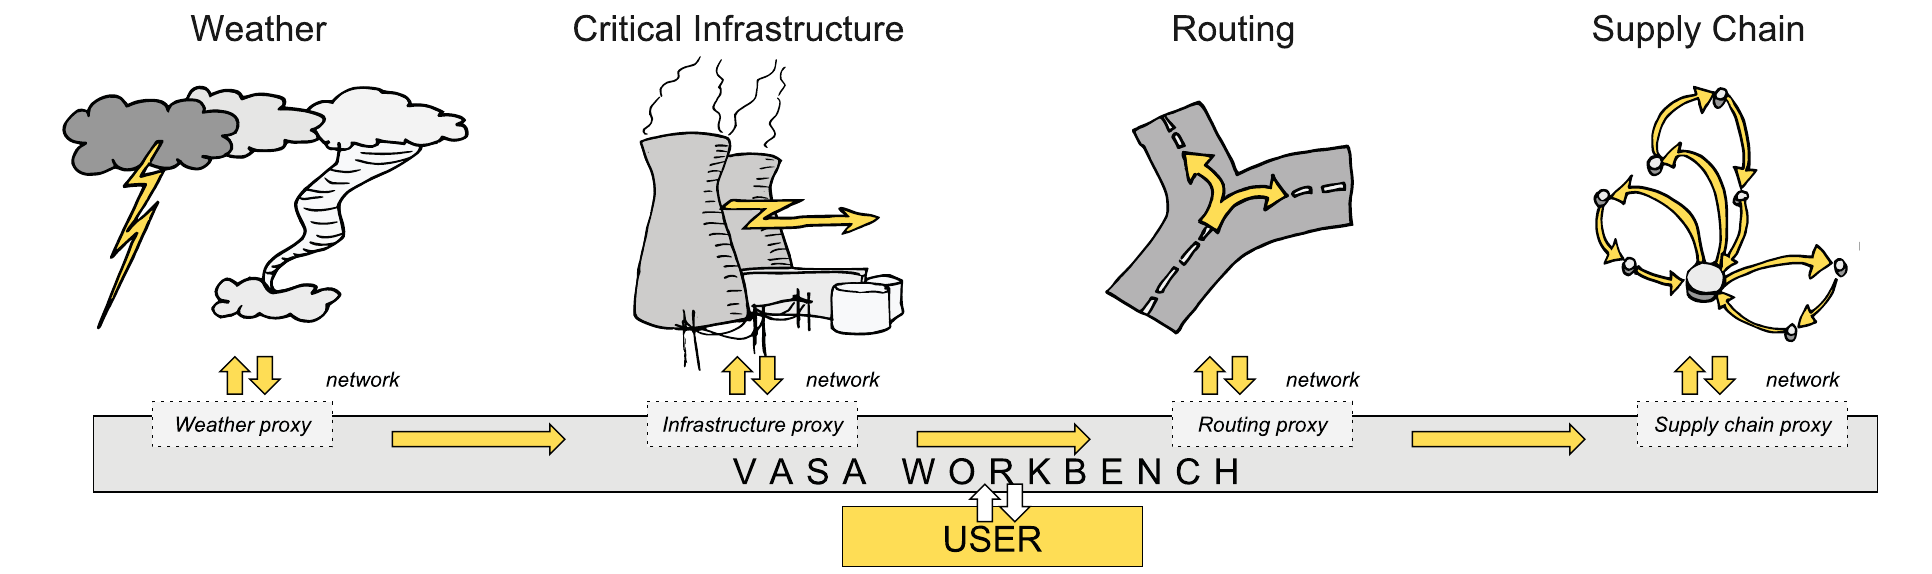 Weather
Critical Infrastructure
Routing
Supply Chain
network
network
network
network
Weather proxy
Infrastructure proxy
Routing proxy
Supply chain proxy
VASA WORKBENCH
USER